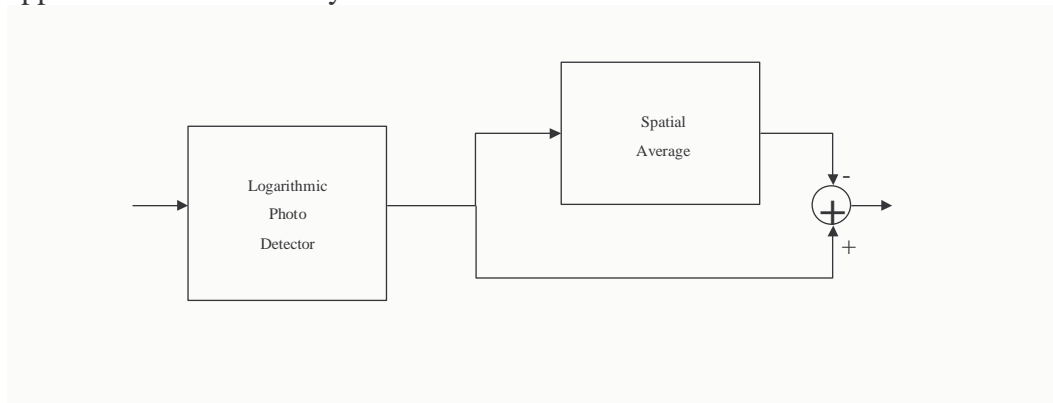 Logarithmic
Photo
Detector
Spatial
Average
-
+
+